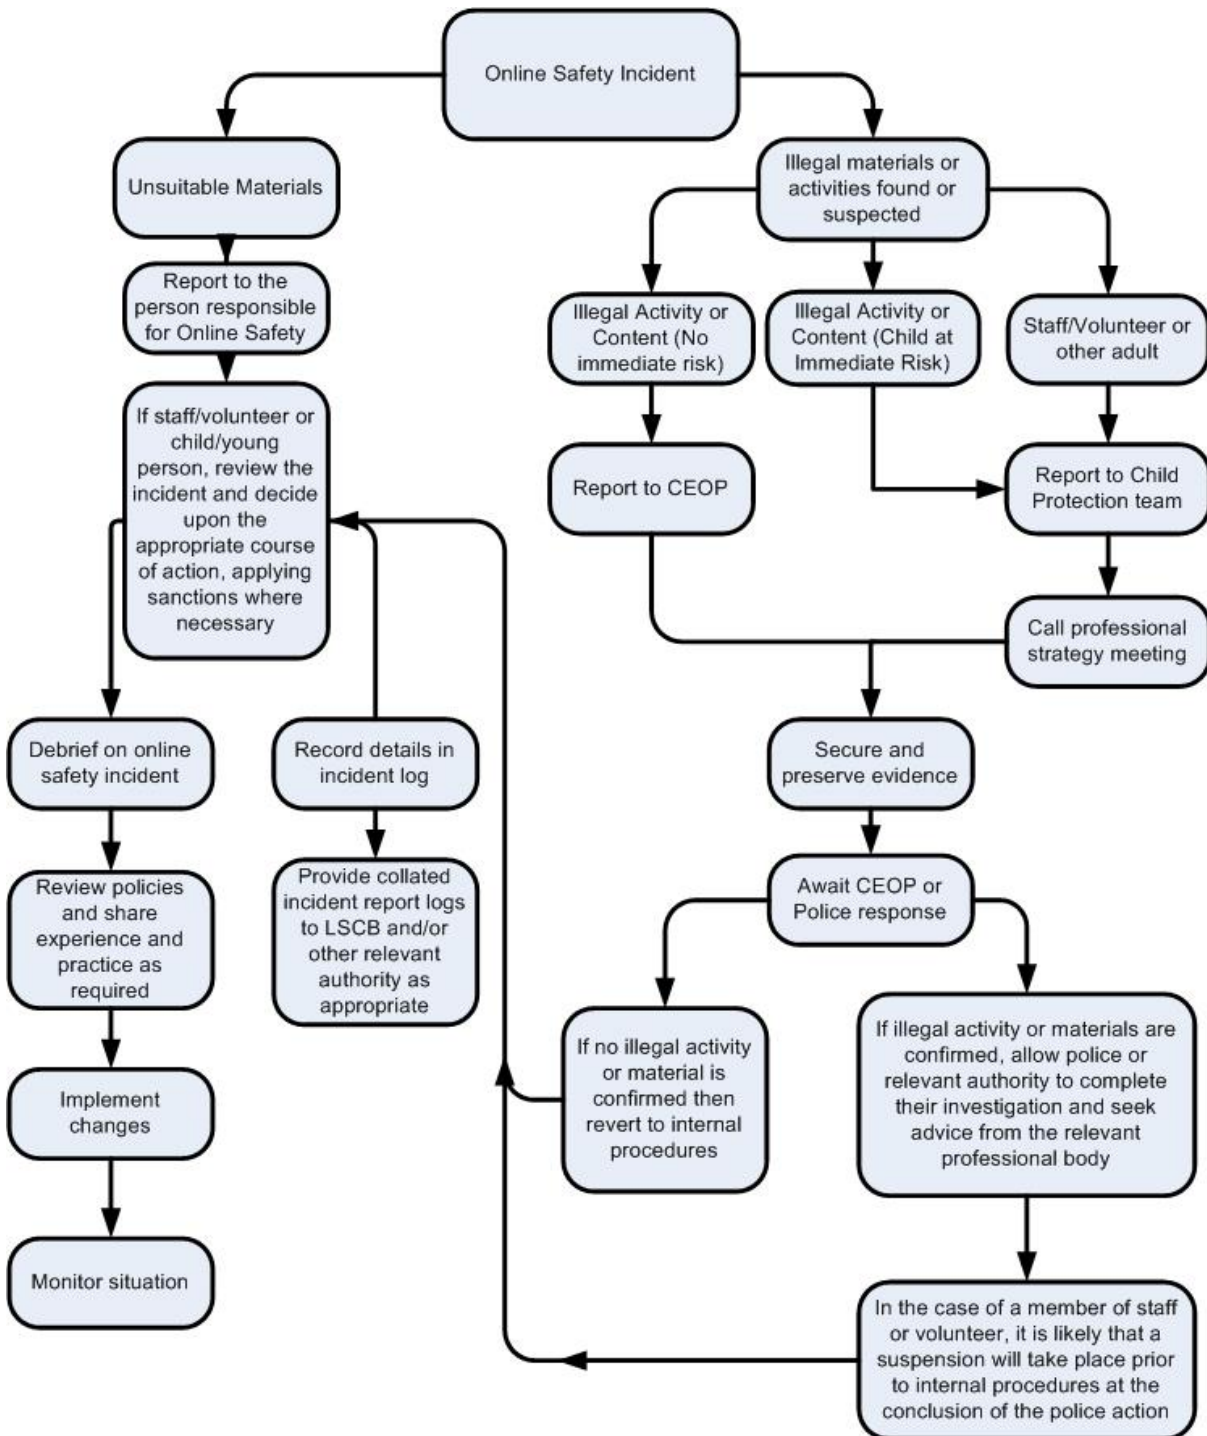 Online Safety Incident
Unsuitable Materials
Illegal materials or
activities found or
suspected
Report to the
person responsible
for Online Safety
Illegal Activity or
Content (No
immediate risk)
Illegal Activity or
Content (Child at
Immediate Risk)
Staff/Volunteer or
other adult
If staff/volunteer or
child/young
person, review the
incident and decide
upon the
appropriate course
of action, applying
sanctions where
necessary
Report to CEOP
Report to Child
Protection team
Call professional
strategy meeting
Debrief on online
safety incident
Record details in
incident log
Secure and
preserve evidence
Review policies
and share
experience and
practice as
required
Provide collated
incident report logs
to LSCB and/or
other relevant
authority as
appropriate
Await CEOP or
Police response
If no illegal activity
or material is
confirmed then
revert to internal
procedures
If illegal activity or materials are
confirmed, allow police or
relevant authority to complete
their investigation and seek
advice from the relevant
professional body
Implement
changes
Monitor situation
In the case of a member of staff
or volunteer, it is likely that a
suspension will take place prior
to internal procedures at the
conclusion of the police action